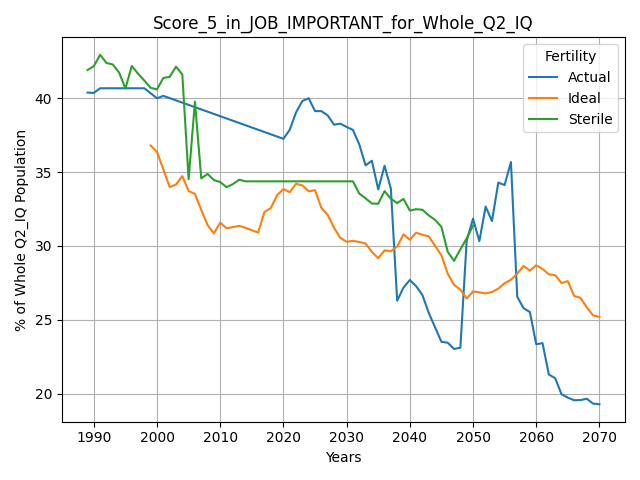 Score_5_in_JOB_IMPORTANT_for_Whole_Q2_IQ
Fertility
Actual
Ideal
Sterile
% of Whole Q2_IQ Population
40
35
30
25
20
1990 2000 2010 2020 2030 2040 2050 2060 2070
Years